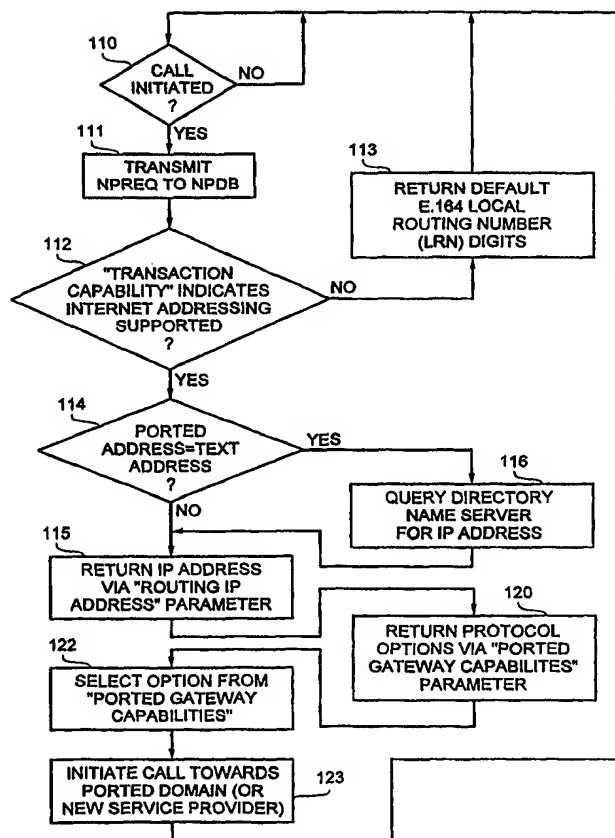 110
CALL
INITIATED
?
NO
YES
111
TRANSMIT
NPREQ TO NPDB
113
RETURN DEFAULT
E.164 LOCAL
ROUTING NUMBER
(LRN) DIGITS
112
"TRANSACTION
CAPABILITY" INDICATES
INTERNET ADDRESSING
SUPPORTED
?
NO
YES
114
PORTED
ADDRESS=TEXT
ADDRESS
?
YES
NO
116
QUERY DIRECTORY
NAME SERVER
FOR IP ADDRESS
115
RETURN IP ADDRESS
VIA "ROUTING IP
ADDRESS" PARAMETER
120
RETURN PROTOCOL
OPTIONS VIA "PORTED
GATEWAY CAPABILITES"
PARAMETER
122
SELECT OPTION FROM
"PORTED GATEWAY
CAPABILITIES"
INITIATE CALL TOWARDS
PORTED DOMAIN (OR
NEW SERVICE PROVIDER)
123